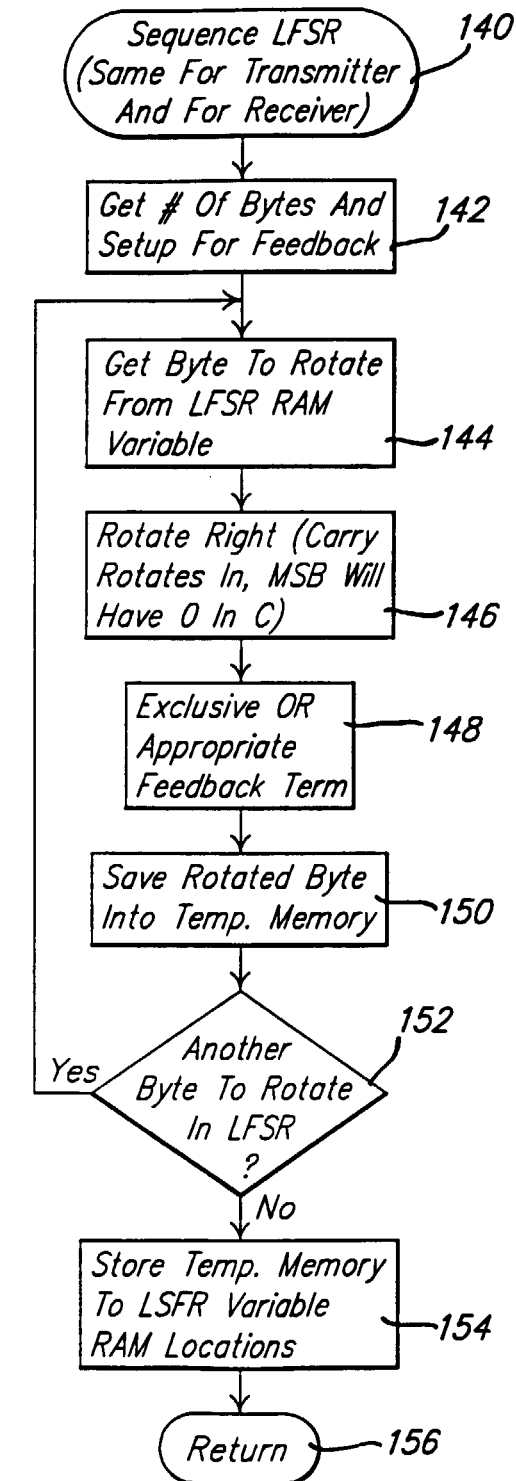 Sequence LFSR
(Same For Transmitter
And For Receiver)
140
Get # Of Bytes And
Setup For Feedback
142
Get Byte To Rotate
From LFSR RAM
Variable
144
Rotate Right (Carry
Rotates In, MSB Will
Have 0 In C)
146
Exclusive OR
Appropriate
Feedback Term
148
Save Rotated Byte
Into Temp. Memory
150
152
Another
Byte To Rotate
In LFSR
?
Yes
No
Store Temp. Memory
To LSFR Variable
RAM Locations
154
Return
156